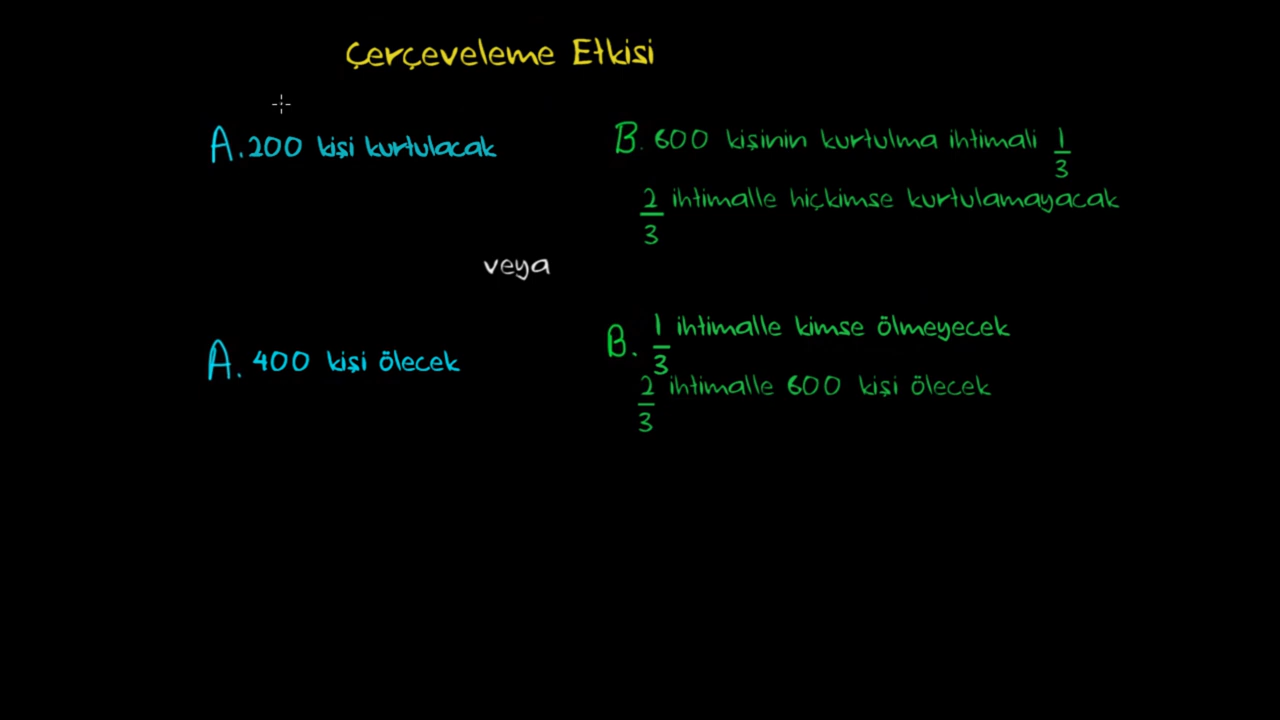 Çerçeveleme Etkisi
A. 200 kişi kurtulacak
B. 600 kişinin kurtulma ihtimali 1/3
2/3 ihtimalle hiçkimse kurtulamayacak
veya
A. 400 kişi ölecek
B. 1/3 ihtimalle kimse ölmeyecek
2/3 ihtimalle 600 kişi ölecek